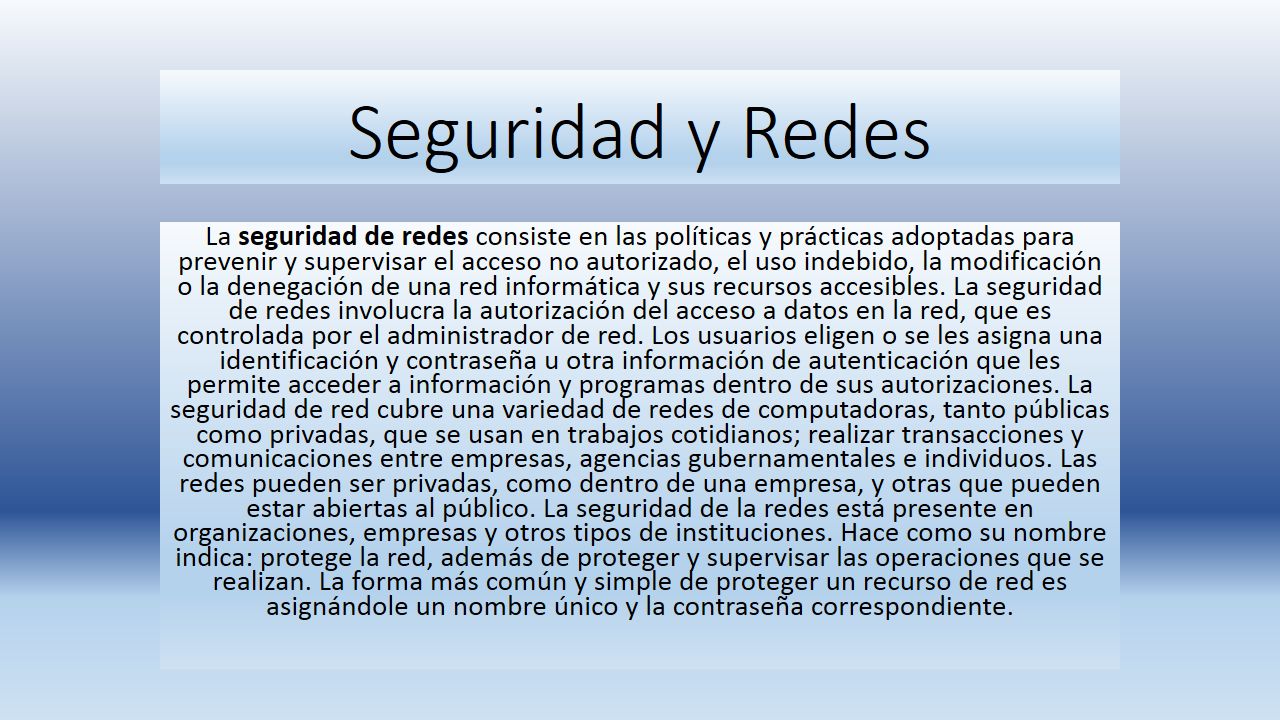 Seguridad y Redes
La seguridad de redes consiste en las políticas y prácticas adoptadas para
prevenir y supervisar el acceso no autorizado, el uso indebido, la modificación
o la denegación de una red informática y sus recursos accesibles. La seguridad
de redes involucra la autorización del acceso a datos en la red, que es
controlada por el administrador de red. Los usuarios eligen o se les asigna una
identificación y contraseña u otra información de autenticación que les
permite acceder a información y programas dentro de sus autorizaciones. La
seguridad de red cubre una variedad de redes de computadoras, tanto públicas
como privadas, que se usan en trabajos cotidianos; realizar transacciones y
comunicaciones entre empresas, agencias gubernamentales e individuos. Las
redes pueden ser privadas, como dentro de una empresa, y otras que pueden
estar abiertas al público. La seguridad de la redes está presente en
organizaciones, empresas y otros tipos de instituciones. Hace como su nombre
indica: protege la red, además de proteger y supervisar las operaciones que se
realizan. La forma más común y simple de proteger un recurso de red es
asignándole un nombre único y la contraseña correspondiente.